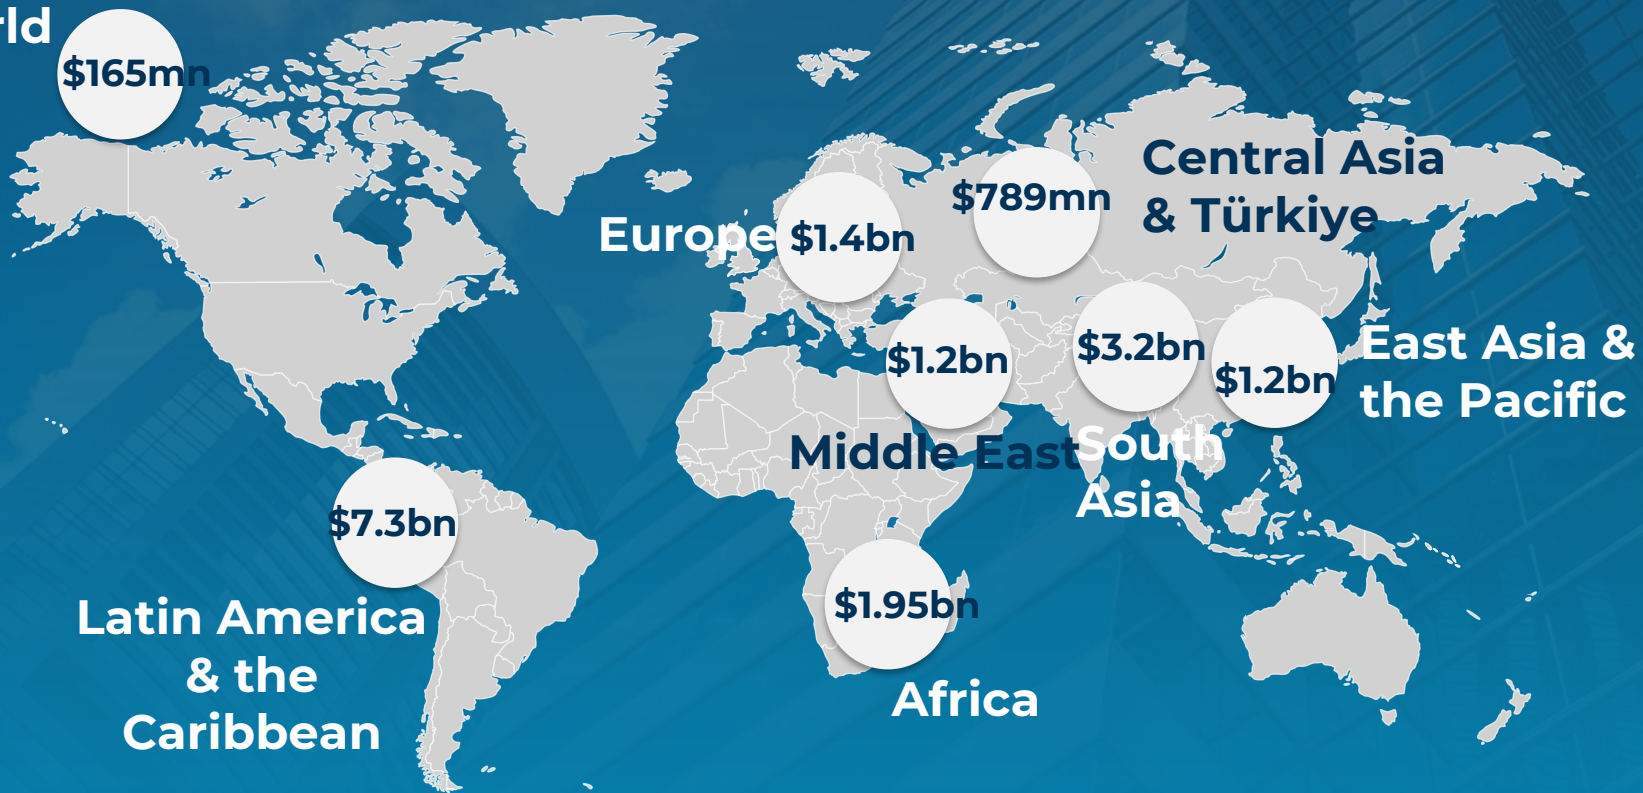 $165mn
Central Asia
& Türkiye
$789mn
Europe
$1.4bn
$1.2bn
$3.2bn
$1.2bn
East Asia &
the Pacific
Middle East
South
Asia
$7.3bn
$1.95bn
Latin America
& the
Caribbean
Africa